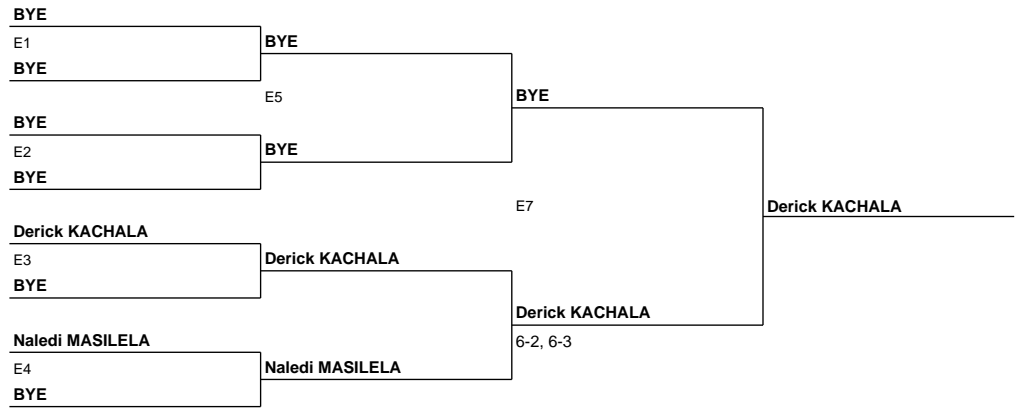 BYE
E1
BYE
BYE
E5
BYE
BYE
E2
BYE
BYE
E7
Derick KACHALA
Derick KACHALA
E3
Derick KACHALA
BYE
Derick KACHALA
Naledi MASILELA
6-2, 6-3
E4
Naledi MASILELA
BYE